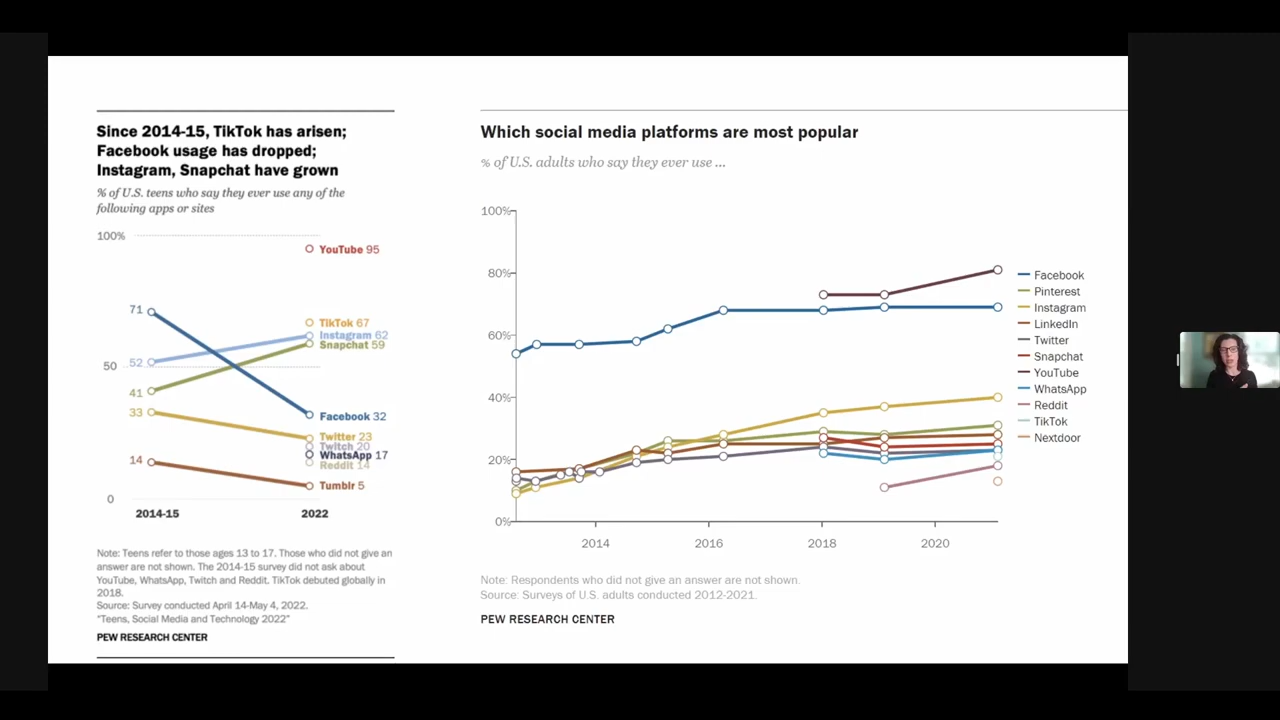 Since 2014-15, TikTok has arisen;
Facebook usage has dropped;
Instagram, Snapchat have grown
% of U.S. teens who say they ever use any of the
following apps or sites
100%
YouTube 95
71
TikTok 67
Instagram 62
Snapchat 59
52
50
41
33
Facebook 32
Twitter 23
Twitch 20
WhatsApp 17
Reddit 14
14
Tumblr 5
0
2014-15
2022
Note: Teens refer to those ages 13 to 17. Those who did not give an
answer are not shown. The 2014-15 survey did not ask about
YouTube, WhatsApp, Twitch and Reddit. TikTok debuted globally in
2018.
Source: Survey conducted April 14-May 4, 2022.
"Teens, Social Media and Technology 2022"
PEW RESEARCH CENTER
Which social media platforms are most popular
% of U.S. adults who say they ever use ...
100%
80%
60%
40%
20%
0%
2014
2016
2018
2020
Facebook
Pinterest
Instagram
LinkedIn
Twitter
Snapchat
YouTube
WhatsApp
Reddit
TikTok
Nextdoor
Note: Respondents who did not give an answer are not shown.
Source: Surveys of U.S. adults conducted 2012-2021.
PEW RESEARCH CENTER